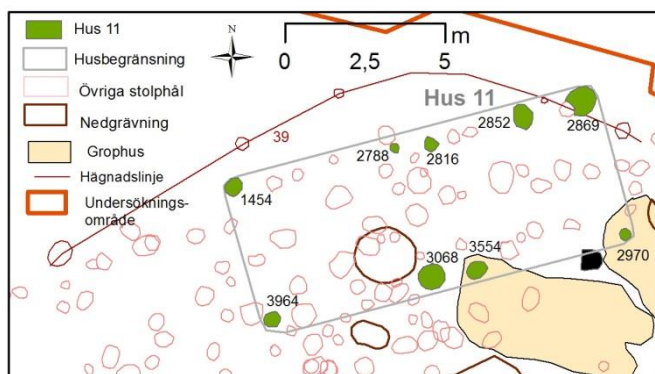 Hus 11
Husbegränsning
Övriga stolphål
Nedgrävning
Grophus
Hägnadslinje
Undersöknings-
område
N
m
0 2,5 5
Hus 11
39
2852
2869
2788
2816
1454
3068
3554
2970
3964